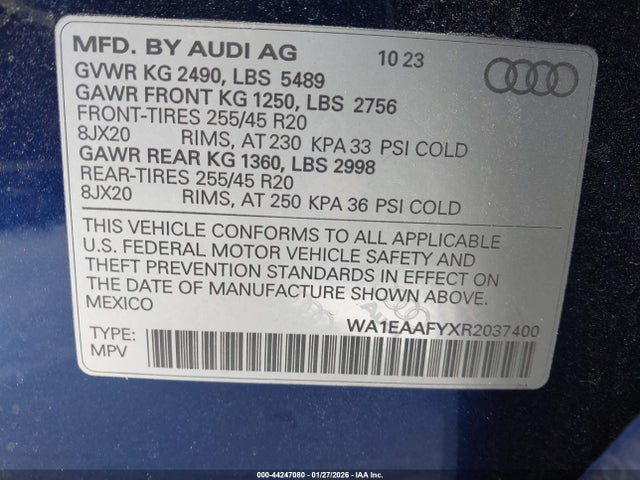 MFD. BY AUDI AG 10 23
GVWR KG 2490, LBS 5489
GAWR FRONT KG 1250, LBS 2756
FRONT-TIRES 255/45 R20
8JX20 RIMS, AT 230 KPA 33 PSI COLD
GAWR REAR KG 1360, LBS 2998
REAR-TIRES 255/45 R20
8JX20 RIMS, AT 250 KPA 36 PSI COLD
THIS VEHICLE CONFORMS TO ALL APPLICABLE
U.S. FEDERAL MOTOR VEHICLE SAFETY AND
THEFT PREVENTION STANDARDS IN EFFECT ON
THE DATE OF MANUFACTURE SHOWN ABOVE.
MEXICO
WA1EAAFYXR2037400
TYPE:
MPV
000-44247080 - 01/27/2026 - IAA Inc.